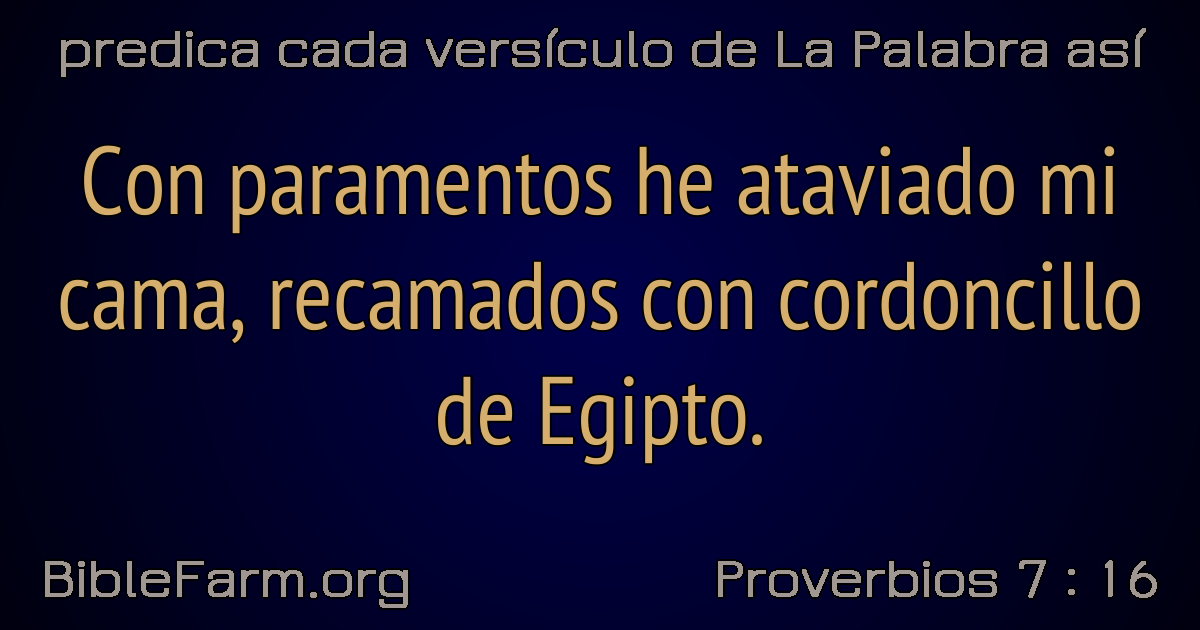 predica cada versículo de La Palabra así
Con paramentos he ataviado mi
cama, recamados con cordoncillo
de Egipto.
BibleFarm.org
Proverbios 7 : 16